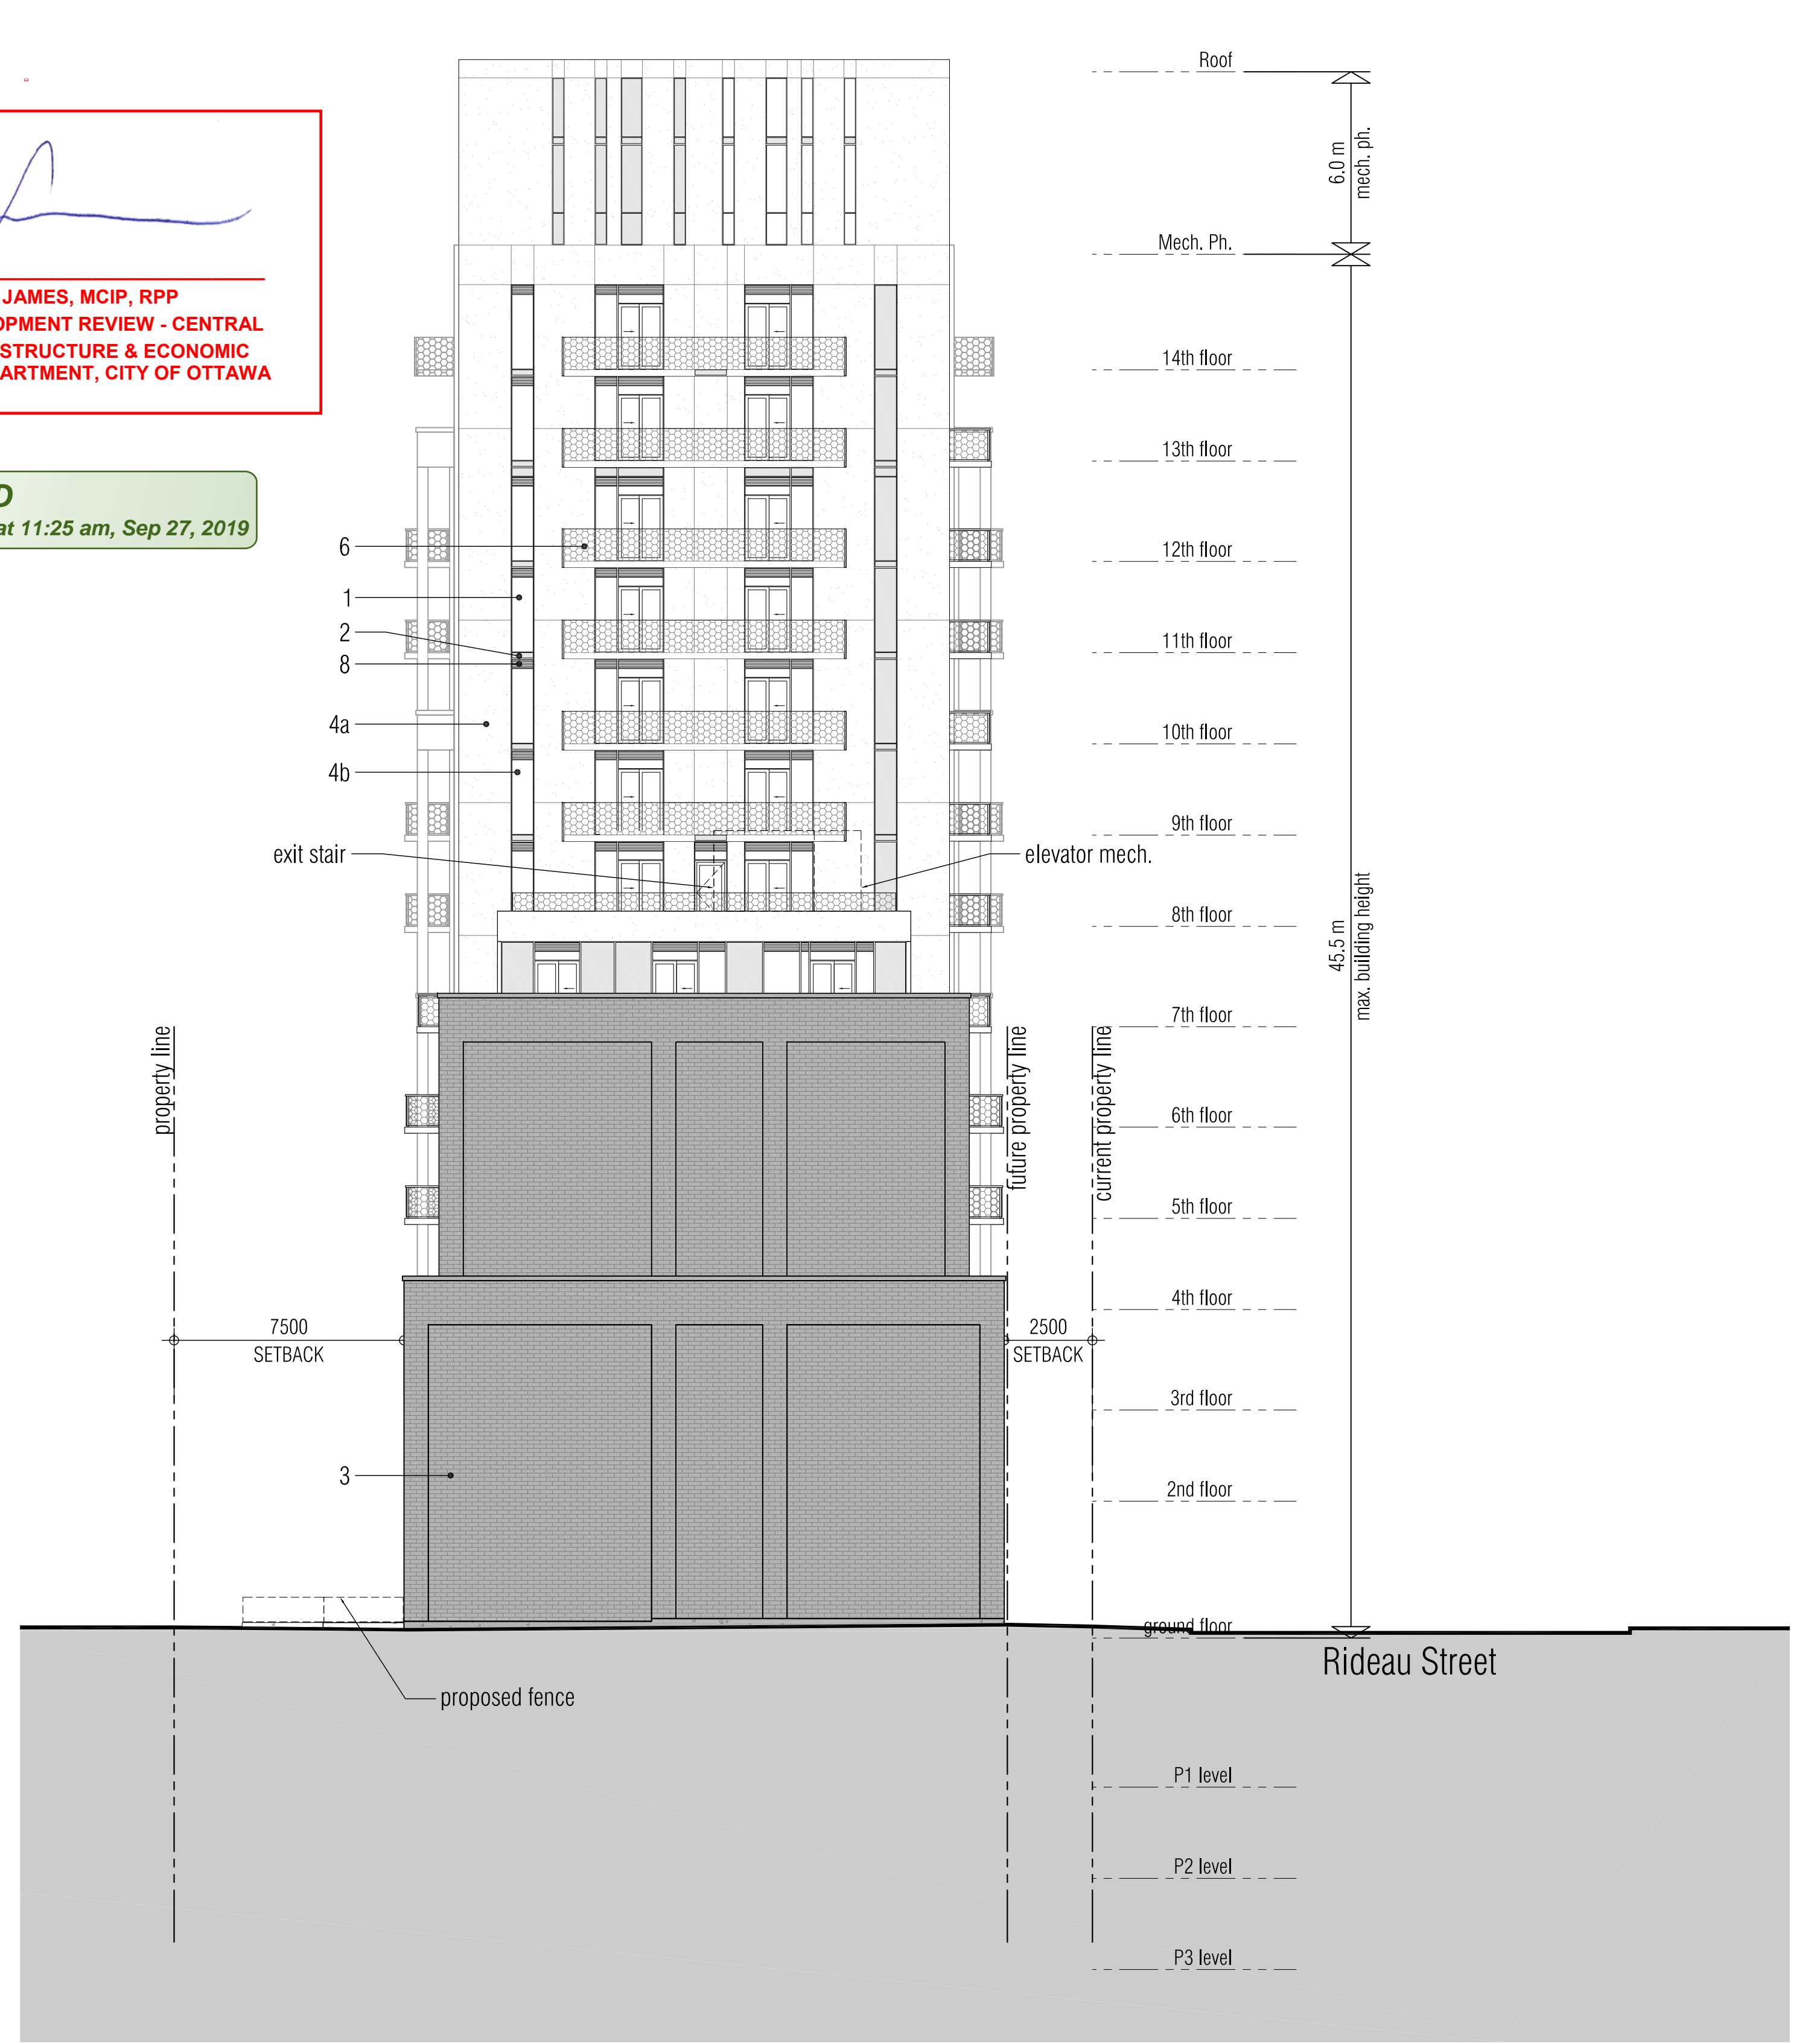 JAMES, MCIP, RPP
OPMENT REVIEW - CENTRAL
STRUCTURE & ECONOMIC
ARTMENT, CITY OF OTTAWA
D
at 11:25 am, Sep 27, 2019
Roof
6.0 m
mech. ph.
Mech. Ph.
14th floor
13th floor
12th floor
11th floor
10th floor
9th floor
8th floor
7th floor
6th floor
5th floor
4th floor
3rd floor
2nd floor
ground floor
P1 level
P2 level
P3 level
45.5 m
max. building height
6
1
2
8
4a
4b
exit stair
elevator mech.
property line
future property line
current property line
7500
SETBACK
2500
SETBACK
3
proposed fence
Rideau Street